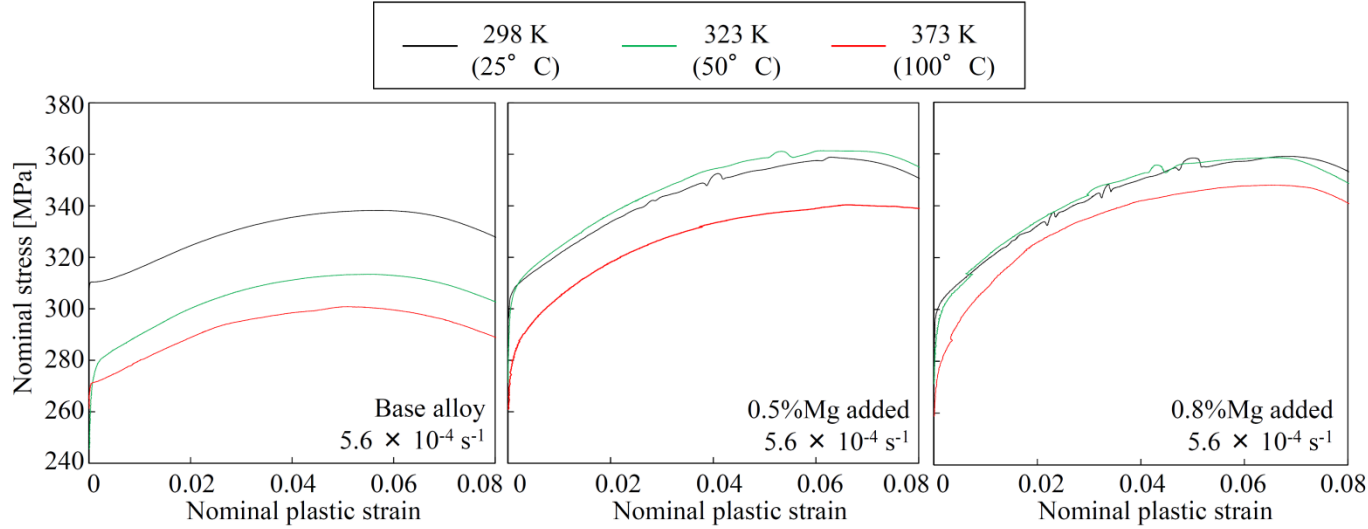 298 K 323 K 373 K
(25° C) (50° C) (100° C)
Nominal stress [MPa]
380
360
340
320
300
280
260
240
Base alloy
5.6 × 10⁻⁴ s⁻¹
0 0.02 0.04 0.06 0.08
Nominal plastic strain
0.5%Mg added
5.6 × 10⁻⁴ s⁻¹
0 0.02 0.04 0.06 0.08
Nominal plastic strain
0.8%Mg added
5.6 × 10⁻⁴ s⁻¹
0 0.02 0.04 0.06 0.08
Nominal plastic strain